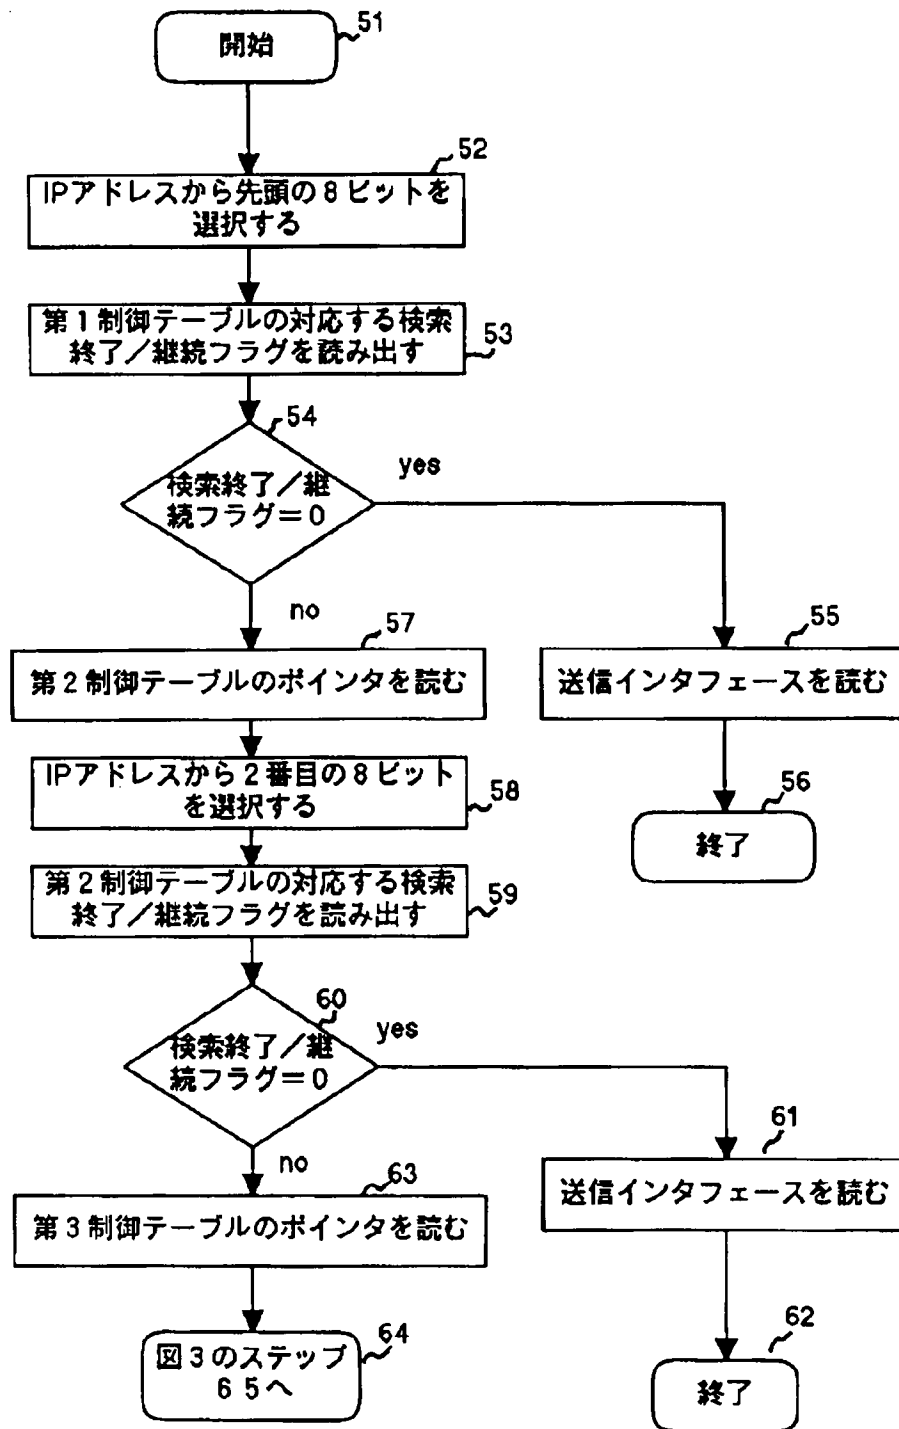 開始
51
52
IPアドレスから先頭の8ビットを
選択する
第1制御テーブルの対応する検索
終了/継続フラグを読み出す
53
54
検索終了/継
続フラグ=0
yes
no
57
第2制御テーブルのポインタを読む
55
送信インタフェースを読む
IPアドレスから2番目の8ビット
を選択する
58
56
終了
第2制御テーブルの対応する検索
終了/継続フラグを読み出す
59
60
検索終了/継
続フラグ=0
yes
no
61
送信インタフェースを読む
63
第3制御テーブルのポインタを読む
図3のステップ
65へ
64
62
終了